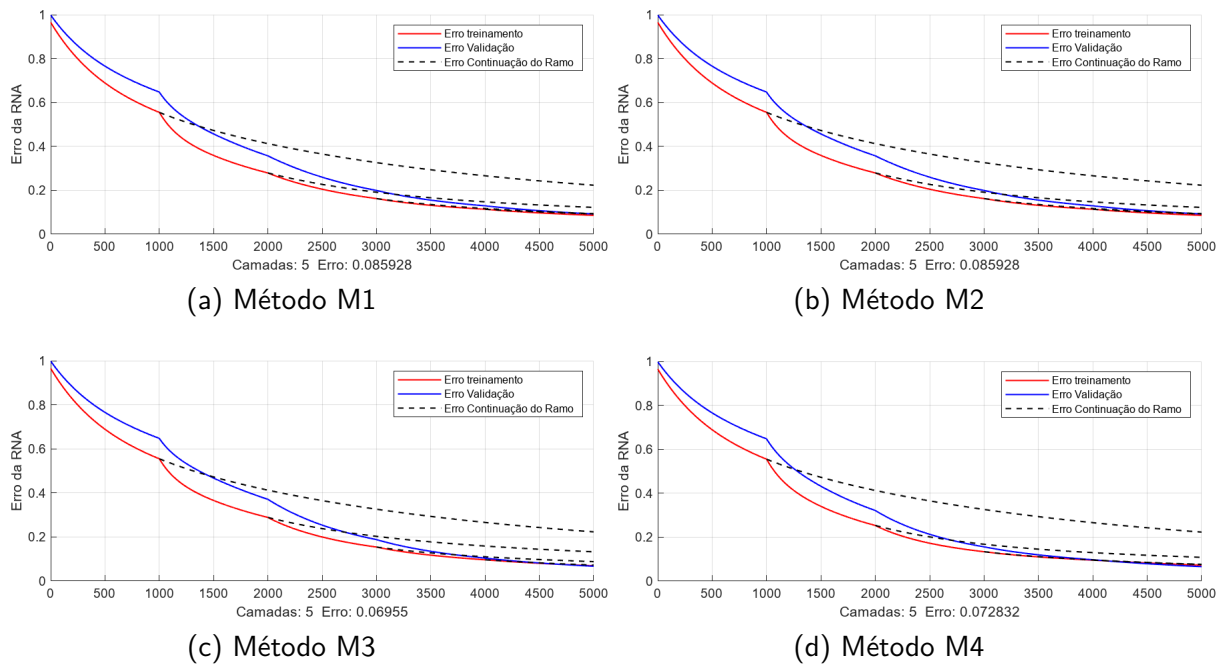 Erro da RNA
1
0.8
0.6
0.4
0.2
0
Erro treinamento
Erro Validação
Erro Continuação do Ramo
0 500 1000 1500 2000 2500 3000 3500 4000 4500 5000
Camadas: 5 Erro: 0.085928
(a) Método M1
Erro da RNA
1
0.8
0.6
0.4
0.2
0
Erro treinamento
Erro Validação
Erro Continuação do Ramo
0 500 1000 1500 2000 2500 3000 3500 4000 4500 5000
Camadas: 5 Erro: 0.085928
(b) Método M2
Erro da RNA
1
0.8
0.6
0.4
0.2
0
Erro treinamento
Erro Validação
Erro Continuação do Ramo
0 500 1000 1500 2000 2500 3000 3500 4000 4500 5000
Camadas: 5 Erro: 0.06955
(c) Método M3
Erro da RNA
1
0.8
0.6
0.4
0.2
0
Erro treinamento
Erro Validação
Erro Continuação do Ramo
0 500 1000 1500 2000 2500 3000 3500 4000 4500 5000
Camadas: 5 Erro: 0.072832
(d) Método M4